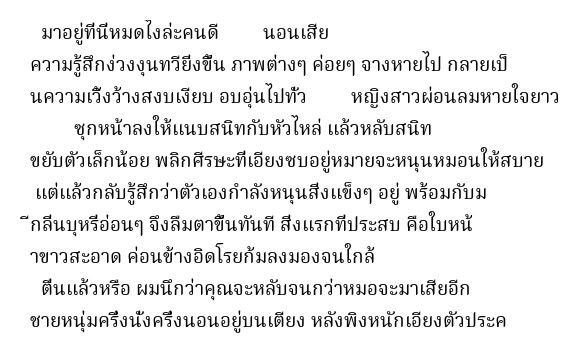 มาอยู่ที่นี่หมดไงล่ะคนดี นอนเสีย
ความรู้สึกง่วงงุนทวียิ่งขึ้น ภาพต่างๆ ค่อยๆ จางหายไป กลายเป็
นความเวิ้งว้างสงบเงียบ อบอุ่นไปทั่ว หญิงสาวผ่อนลมหายใจยาว
ซุกหน้าลงให้แนบสนิทกับหัวไหล่ แล้วหลับสนิท
ขยับตัวเล็กน้อย พลิกศีรษะที่เอียงซบอยู่หมายจะหนุนหมอนให้สบาย
แต่แล้วกลับรู้สึกว่าตัวเองกำลังหนุนสิ่งแข็งๆ อยู่ พร้อมกับม
ีกลิ่นบุหรี่อ่อนๆ จึงลืมตาขึ้นทันที สิ่งแรกที่ประสบ คือใบหน้
าขาวสะอาด ค่อนข้างอิดโรยก้มลงมองจนใกล้
ตื่นแล้วหรือ ผมนึกว่าคุณจะหลับจนกว่าหมอจะมาเสียอีก
ชายหนุ่มครึ่งนั่งครึ่งนอนอยู่บนเตียง หลังพิงหนักเอียงตัวประค